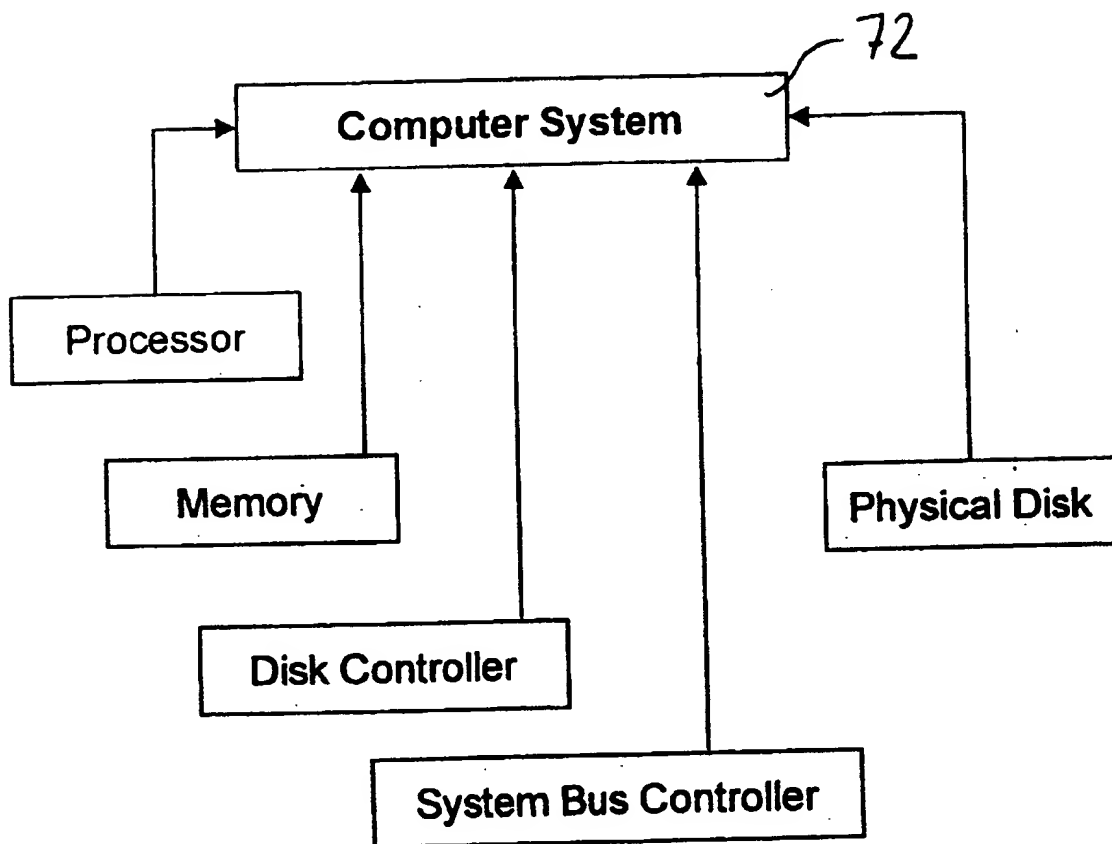 72
Computer System
Processor
Memory
Physical Disk
Disk Controller
System Bus Controller